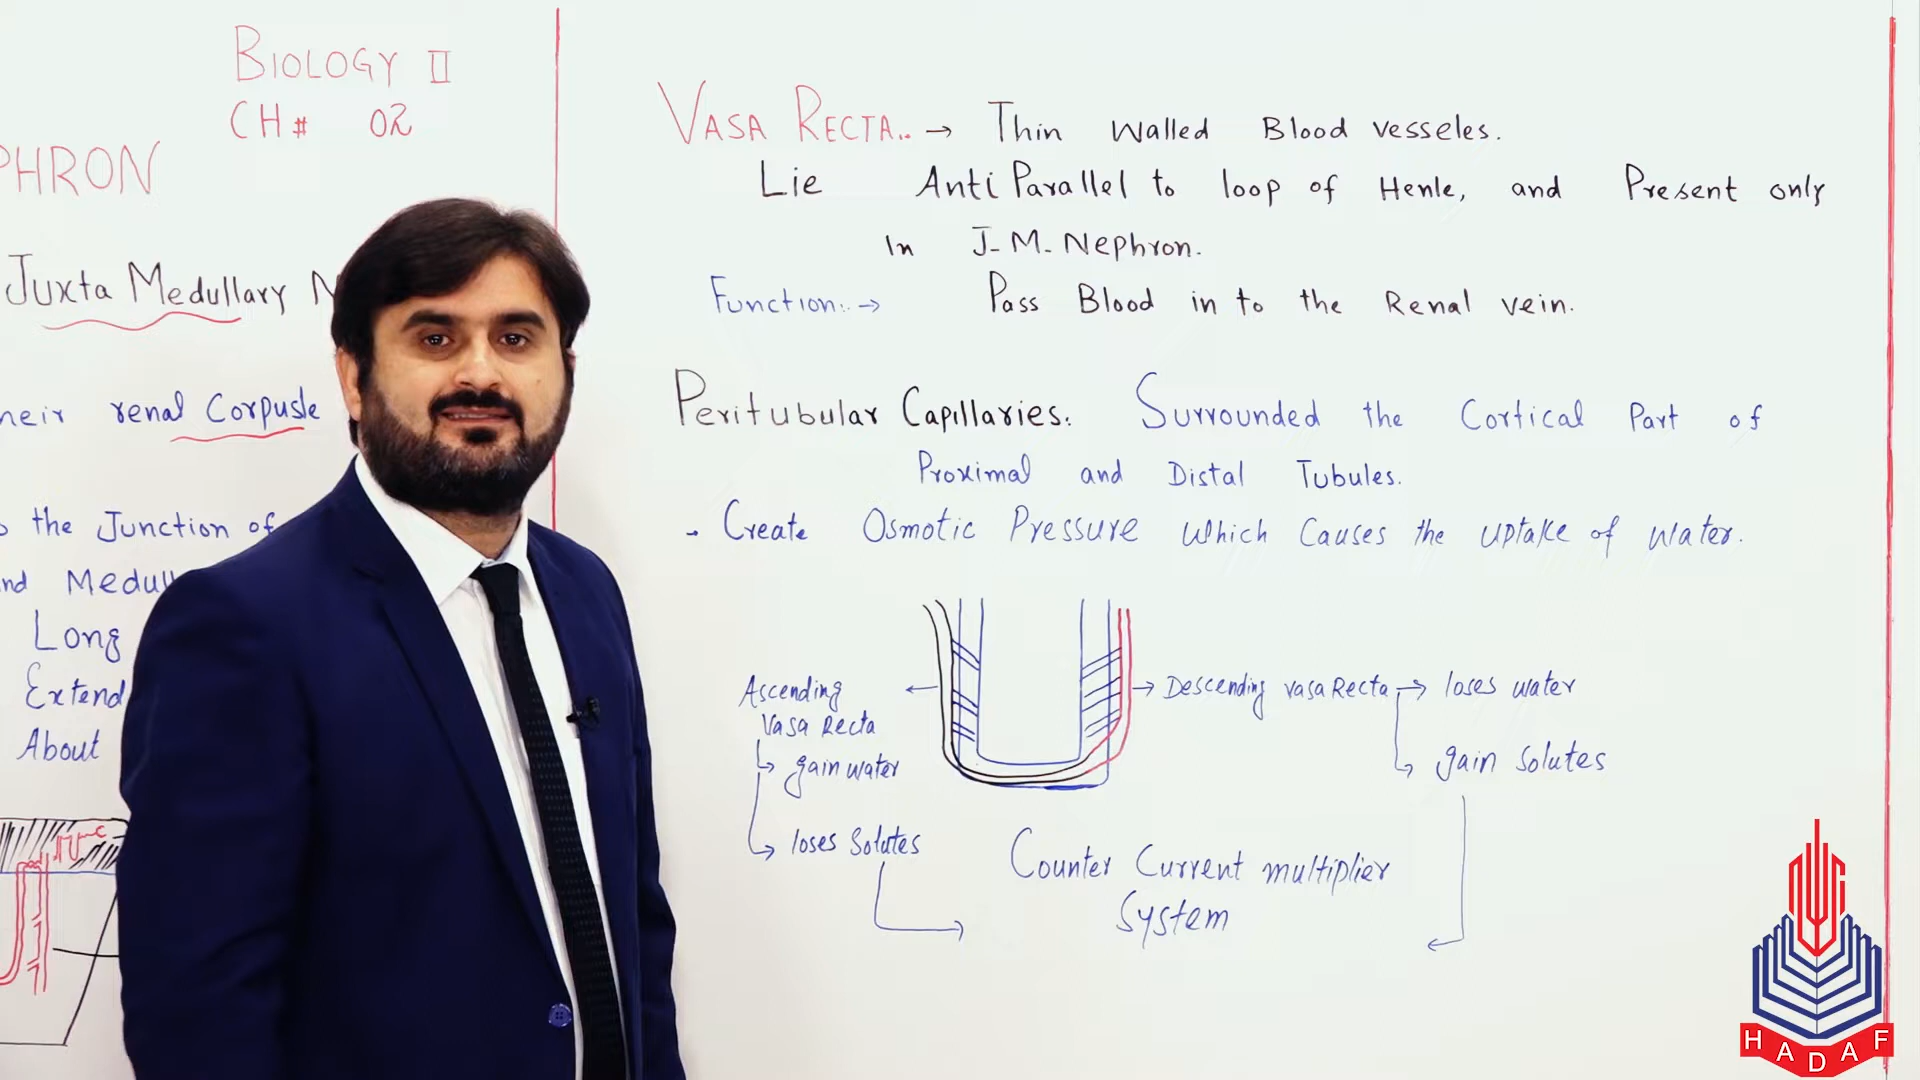 BIOLOGY II
CH# 02
PHRON
Juxta Medullary N
heir renal Corpusle
the Junction of
nd Medull
Long
Extend
About
VASA RECTA.. → Thin walled Blood vesseles.
Lie Anti Parallel to loop of Henle, and Present only
In J-M-Nephron.
Function:→ Pass Blood in to the Renal vein.
Peritubular Capillaries: Surrounded the Cortical Part of
Proximal and Distal Tubules.
- Create Osmotic Pressure which Causes the uptake of water.
Ascending
Vasa Recta
gain water
loses Solutes
Descending vasa Recta → loses water
gain Solutes
Counter Current multiplier
System
HADAF